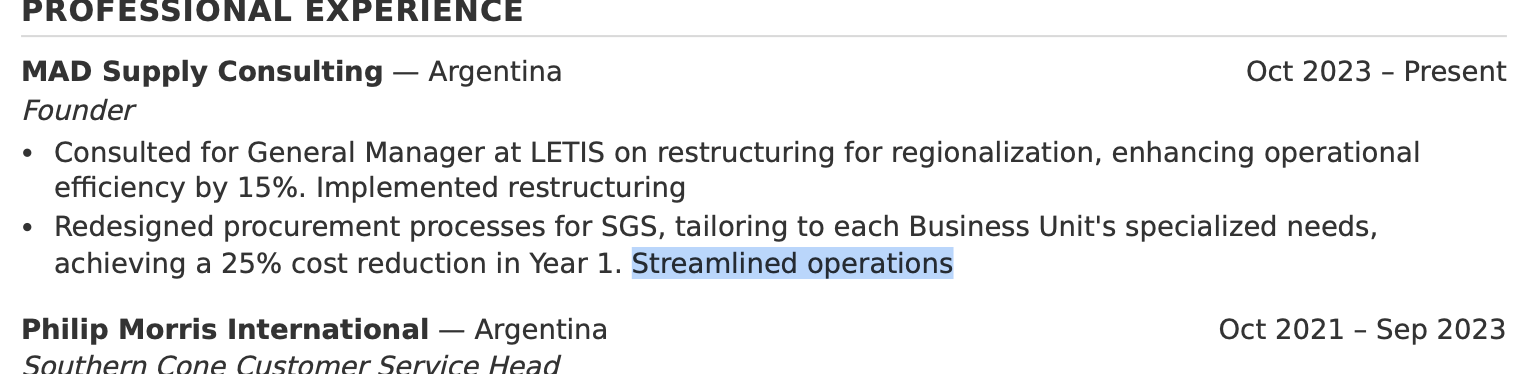 PROFESSIONAL EXPERIENCE
MAD Supply Consulting — Argentina Oct 2023 – Present
Founder
• Consulted for General Manager at LETIS on restructuring for regionalization, enhancing operational
efficiency by 15%. Implemented restructuring
• Redesigned procurement processes for SGS, tailoring to each Business Unit's specialized needs,
achieving a 25% cost reduction in Year 1. Streamlined operations
Philip Morris International — Argentina Oct 2021 – Sep 2023
Southern Cone Customer Service Head